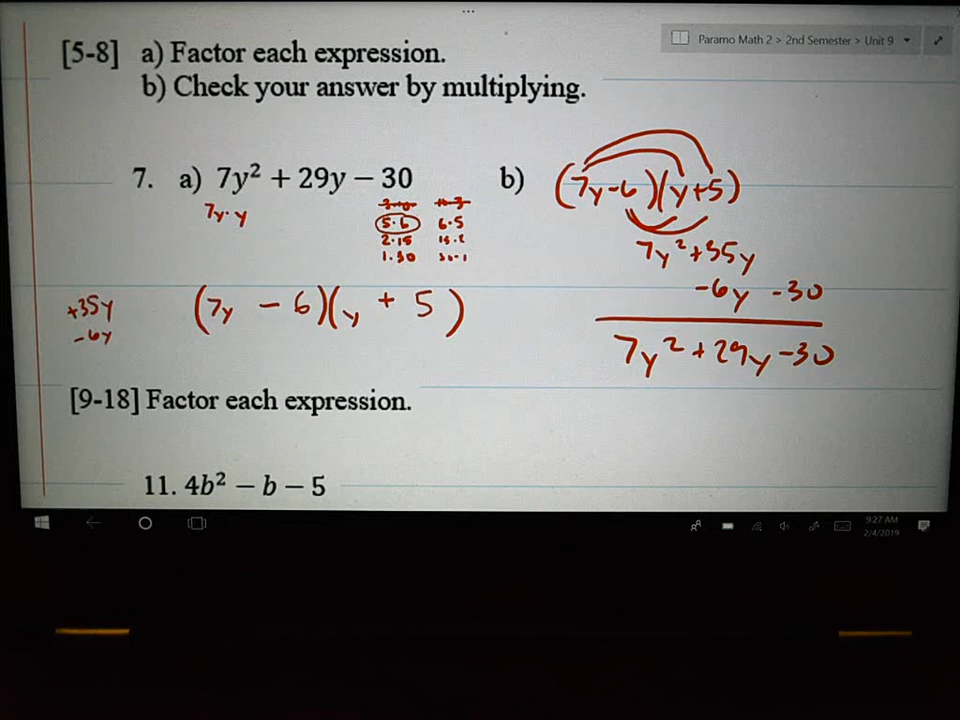 ...
Paramo Math 2 > 2nd Semester > Unit 9
[5-8] a) Factor each expression.
b) Check your answer by multiplying.
7. a) 7y² + 29y − 30
7y · y
5·6 6·5
2·15 15·2
1·30 30·1
+35y
-6y
(7y - 6)(y + 5)
b) (7y-6)(y+5)
7y²+35y
-6y -30
7y²+29y-30
[9-18] Factor each expression.
11. 4b² − b − 5
9:27 AM
2/4/2019